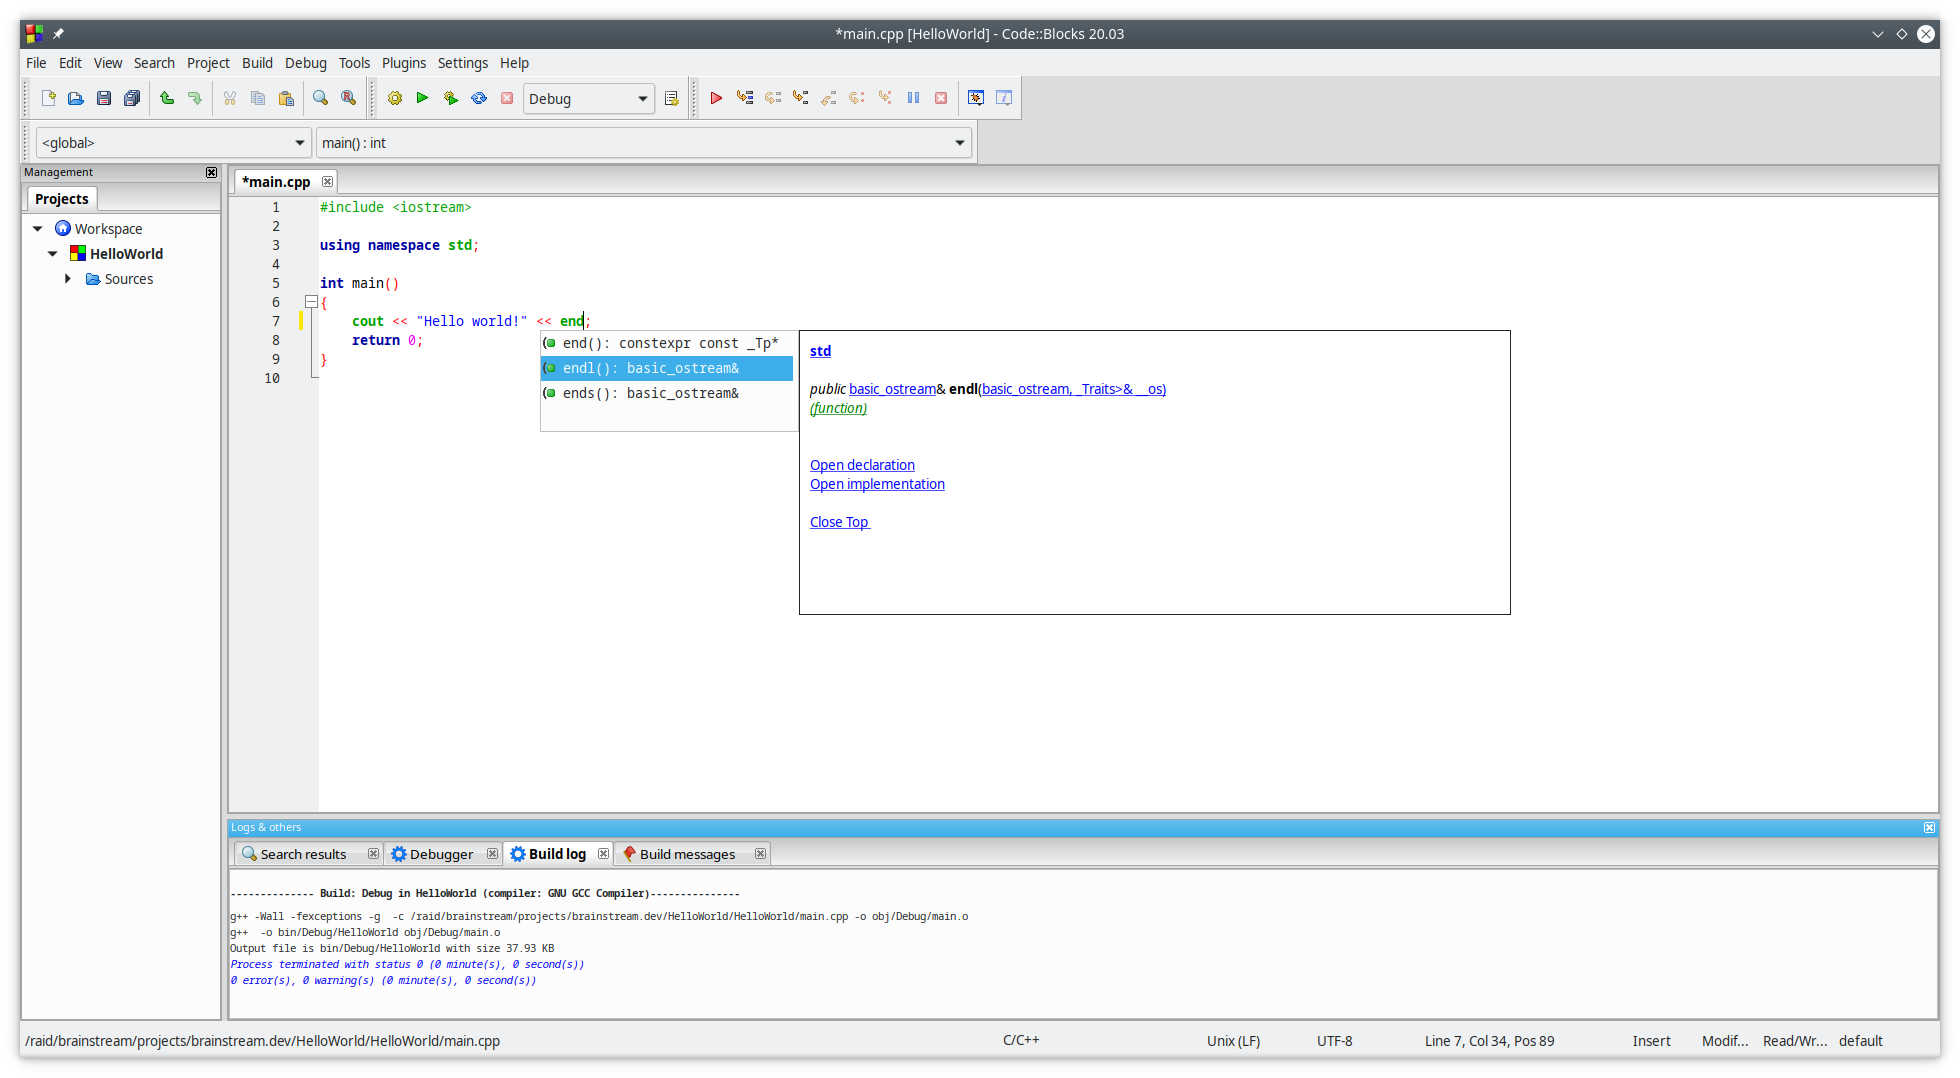 *main.cpp [HelloWorld] - Code::Blocks 20.03
File Edit View Search Project Build Debug Tools Plugins Settings Help
Debug
<global> main() : int
Management
Projects
Workspace
HelloWorld
Sources
*main.cpp
1 #include <iostream>
2
3 using namespace std;
4
5 int main()
6 {
7 cout << "Hello world!" << end;
8 return 0;
9 }
10
end(): constexpr const _Tp*
endl(): basic_ostream&
ends(): basic_ostream&
std
public basic_ostream& endl(basic_ostream, _Traits>& __os)
(function)
Open declaration
Open implementation
Close Top
Logs & others
Search results Debugger Build log Build messages
-------------- Build: Debug in HelloWorld (compiler: GNU GCC Compiler)---------------
g++ -Wall -fexceptions -g  -c /raid/brainstream/projects/brainstream.dev/HelloWorld/HelloWorld/main.cpp -o obj/Debug/main.o
g++  -o bin/Debug/HelloWorld obj/Debug/main.o
Output file is bin/Debug/HelloWorld with size 37.93 KB
Process terminated with status 0 (0 minute(s), 0 second(s))
0 error(s), 0 warning(s) (0 minute(s), 0 second(s))
/raid/brainstream/projects/brainstream.dev/HelloWorld/HelloWorld/main.cpp C/C++ Unix (LF) UTF-8 Line 7, Col 34, Pos 89 Insert Modif... Read/Wr... default